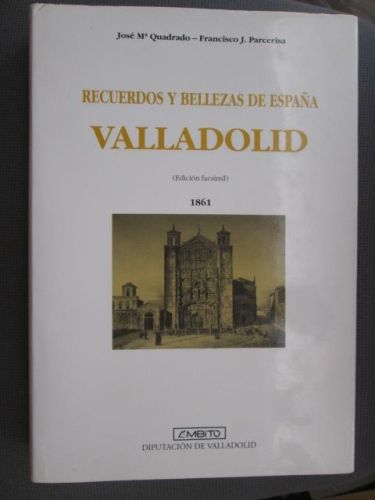 José Mª Quadrado – Francisco J. Parcerisa
RECUERDOS Y BELLEZAS DE ESPAÑA
VALLADOLID
(Edición facsímil)
1861
ÁMBITO
DIPUTACIÓN DE VALLADOLID